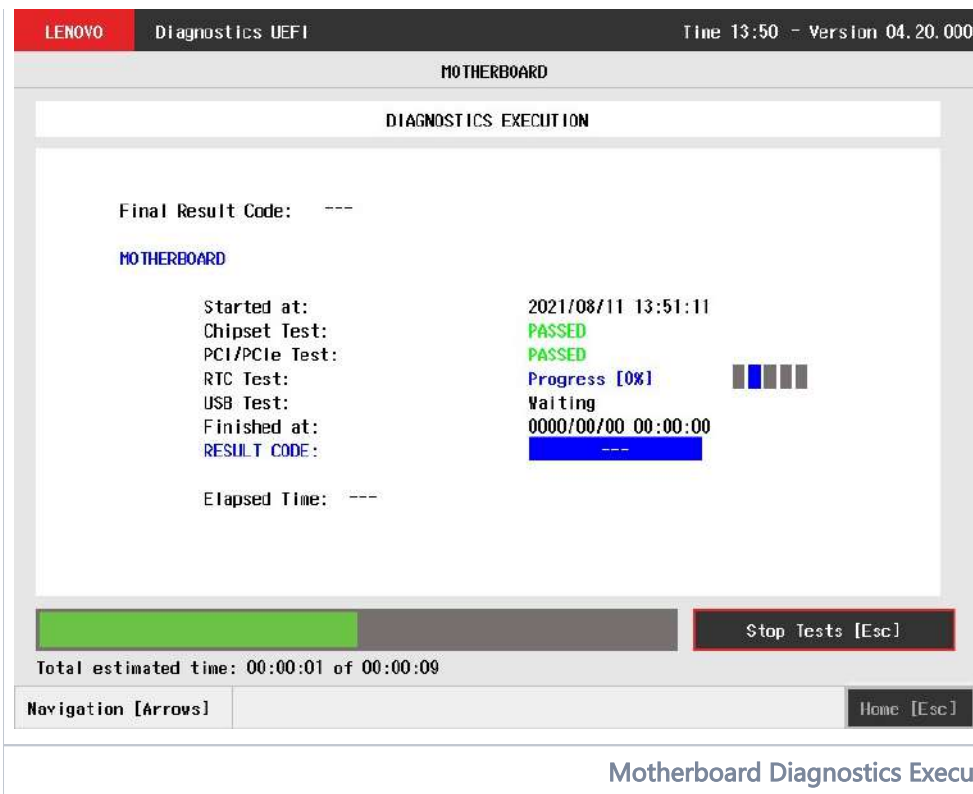 LENOVO Diagnostics UEFI Time 13:50 - Version 04.20.000
MOTHERBOARD
DIAGNOSTICS EXECUTION
Final Result Code: ---
MOTHERBOARD
Started at: 2021/08/11 13:51:11
Chipset Test: PASSED
PCI/PCIe Test: PASSED
RTC Test: Progress [0%]
USB Test: Waiting
Finished at: 0000/00/00 00:00:00
RESULT CODE: ---
Elapsed Time: ---
Stop Tests [Esc]
Total estimated time: 00:00:01 of 00:00:09
Navigation [Arrows] Home [Esc]
Motherboard Diagnostics Execu